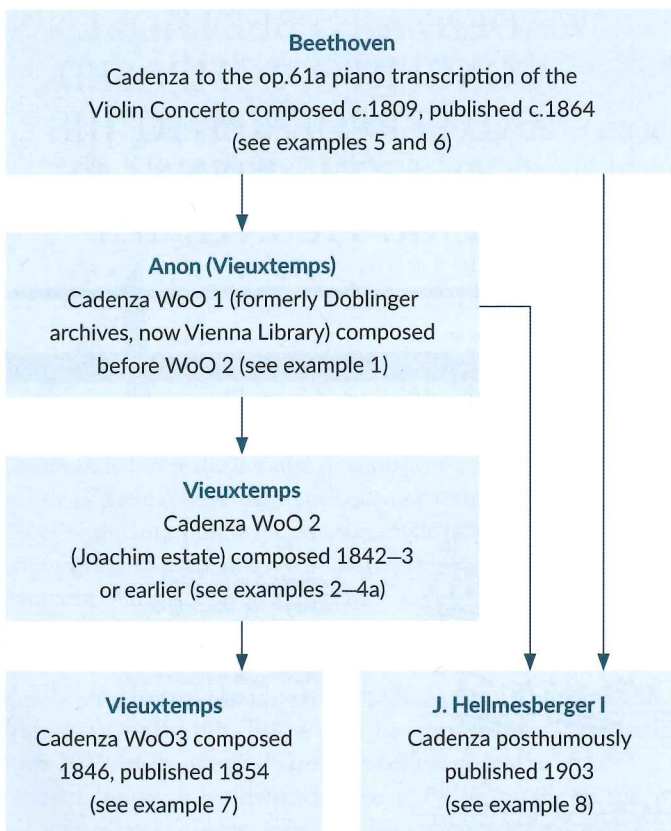 Beethoven
Cadenza to the op.61a piano transcription of the
Violin Concerto composed c.1809, published c.1864
(see examples 5 and 6)
Anon (Vieuxtemps)
Cadenza WoO 1 (formerly Doblinger
archives, now Vienna Library) composed
before WoO 2 (see example 1)
Vieuxtemps
Cadenza WoO 2
(Joachim estate) composed 1842–3
or earlier (see examples 2–4a)
Vieuxtemps
Cadenza WoO3 composed
1846, published 1854
(see example 7)
J. Hellmesberger I
Cadenza posthumously
published 1903
(see example 8)